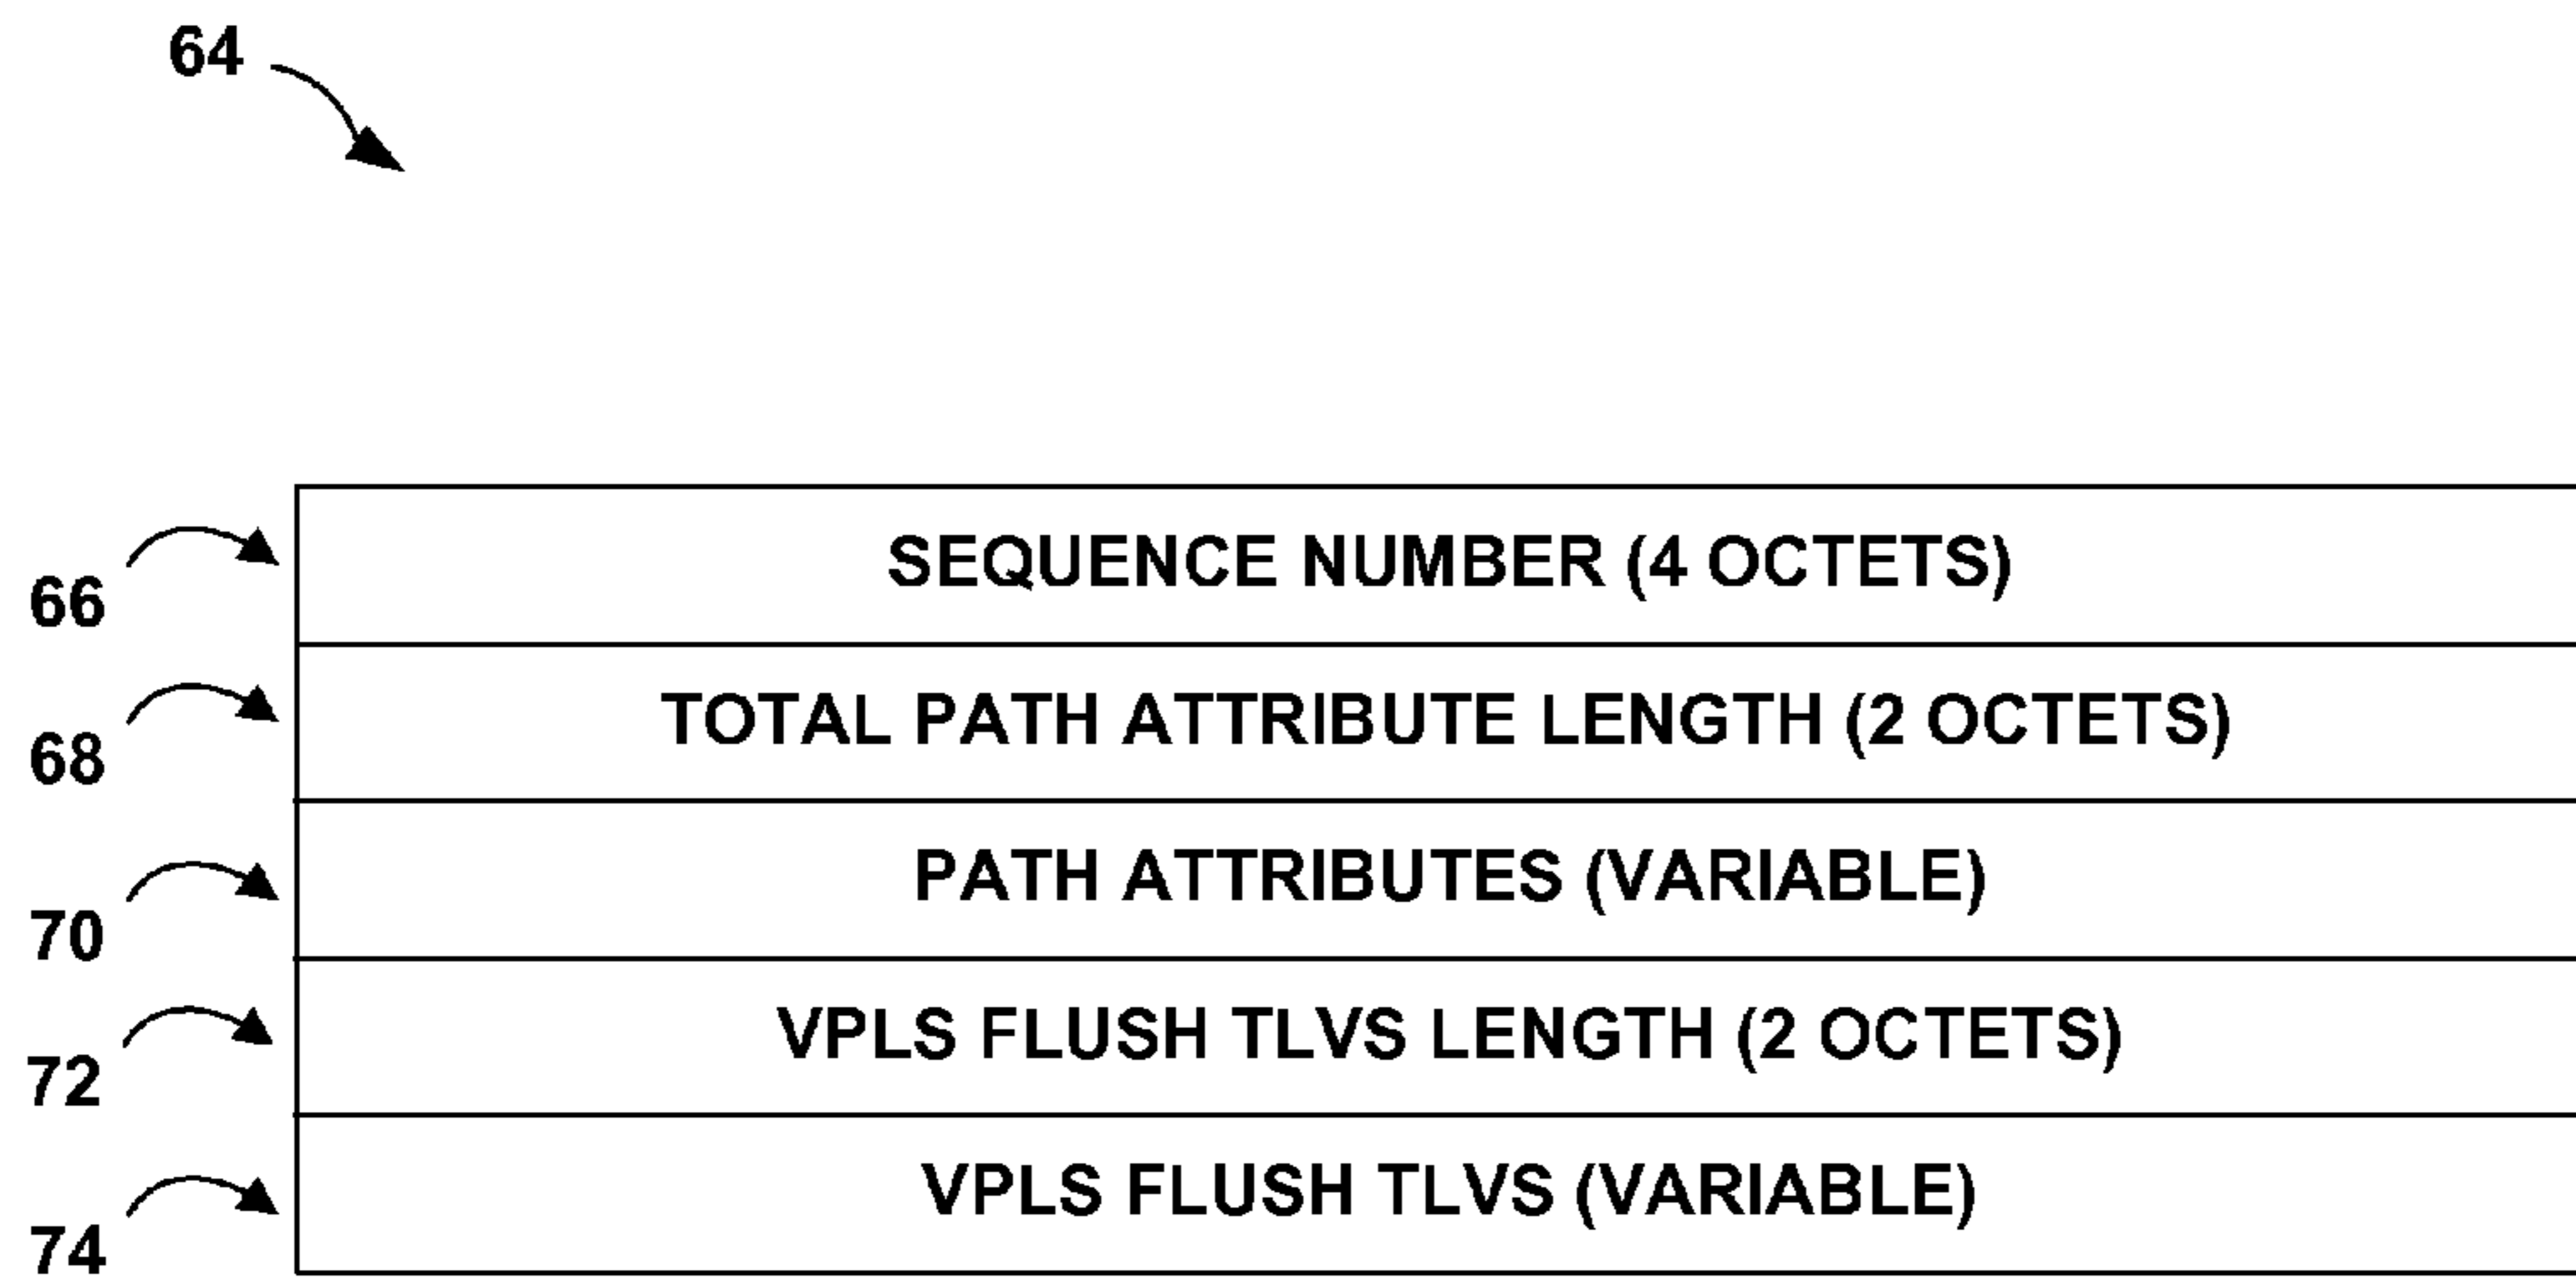 64
SEQUENCE NUMBER (4 OCTETS)
66
TOTAL PATH ATTRIBUTE LENGTH (2 OCTETS)
68
PATH ATTRIBUTES (VARIABLE)
70
VPLS FLUSH TLVS LENGTH (2 OCTETS)
72
VPLS FLUSH TLVS (VARIABLE)
74